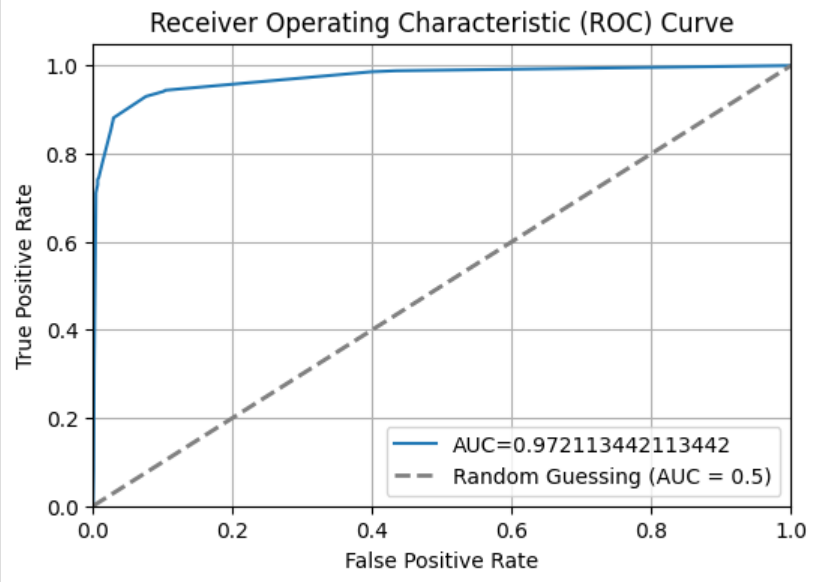 Receiver Operating Characteristic (ROC) Curve
True Positive Rate
1.0
0.8
0.6
0.4
0.2
0.0
AUC=0.972113442113442
Random Guessing (AUC = 0.5)
0.0 0.2 0.4 0.6 0.8 1.0
False Positive Rate